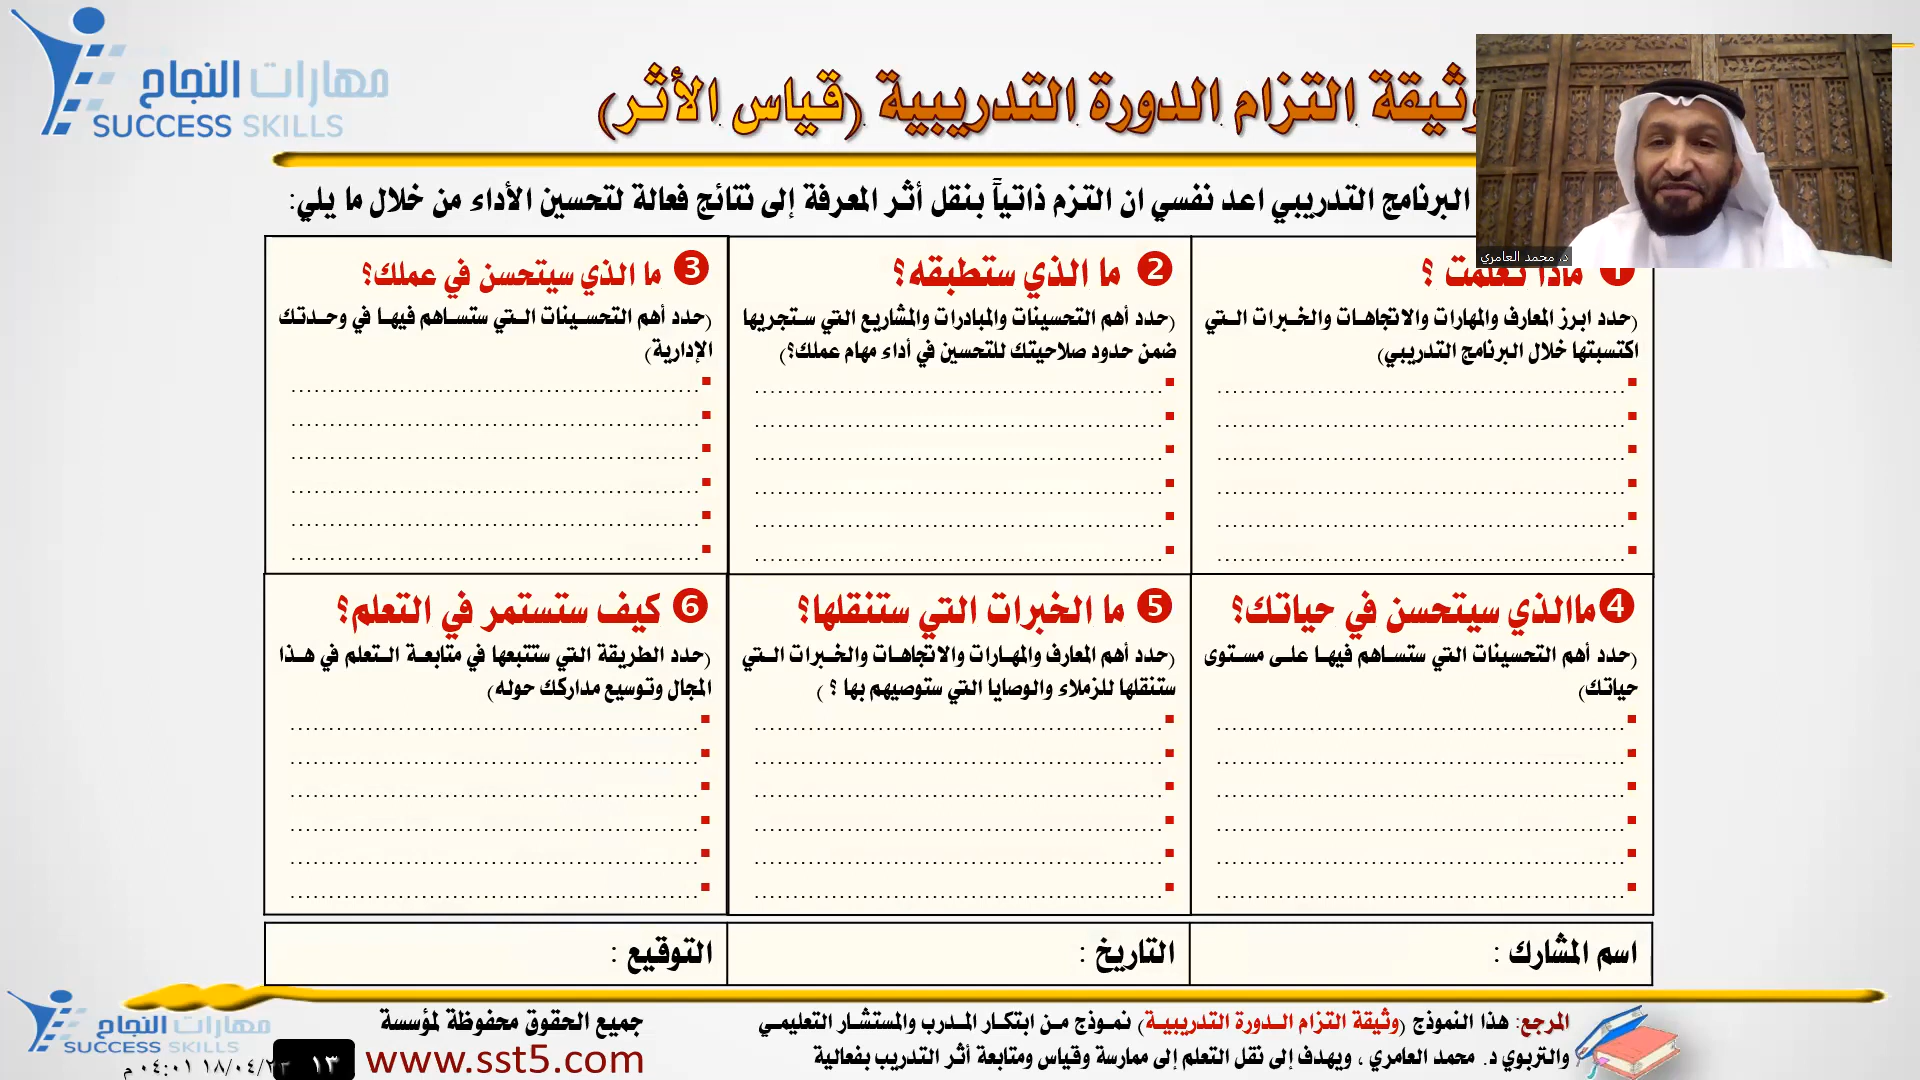 مهارات النجاح
SUCCESS SKILLS
وثيقة التزام الدورة التدريبية (قياس الأثر)
البرنامج التدريبي اعد نفسي ان التزم ذاتياً بنقل أثر المعرفة إلى نتائج فعالة لتحسين الأداء من خلال ما يلي:
د. محمد العامري
❶ ماذا تعلمت ؟
(حدد ابرز المعارف والمهارات والاتجاهات والخبرات التي
اكتسبتها خلال البرنامج التدريبي)
❷ ما الذي ستطبقه؟
(حدد أهم التحسينات والمبادرات والمشاريع التي ستجريها
ضمن حدود صلاحيتك للتحسين في أداء مهام عملك؟)
❸ ما الذي سيتحسن في عملك؟
(حدد أهم التحسينات التي ستساهم فيها في وحدتك
الإدارية)
❹ ماالذي سيتحسن في حياتك؟
(حدد أهم التحسينات التي ستساهم فيها على مستوى
حياتك)
❺ ما الخبرات التي ستنقلها؟
(حدد أهم المعارف والمهارات والاتجاهات والخبرات التي
ستنقلها للزملاء والوصايا التي ستوصيهم بها ؟ )
❻ كيف ستستمر في التعلم؟
(حدد الطريقة التي ستتبعها في متابعة التعلم في هذا
المجال وتوسيع مداركك حوله)
اسم المشارك :
التاريخ :
التوقيع :
المرجع: هذا النموذج (وثيقة التزام الدورة التدريبية) نموذج من ابتكار المدرب والمستشار التعليمي
والتربوي د. محمد العامري ، ويهدف إلى نقل التعلم إلى ممارسة وقياس ومتابعة أثر التدريب بفعالية
جميع الحقوق محفوظة لمؤسسة
www.sst5.com
مهارات النجاح
SUCCESS SKILLS
١٣
٠٤:٠١ م